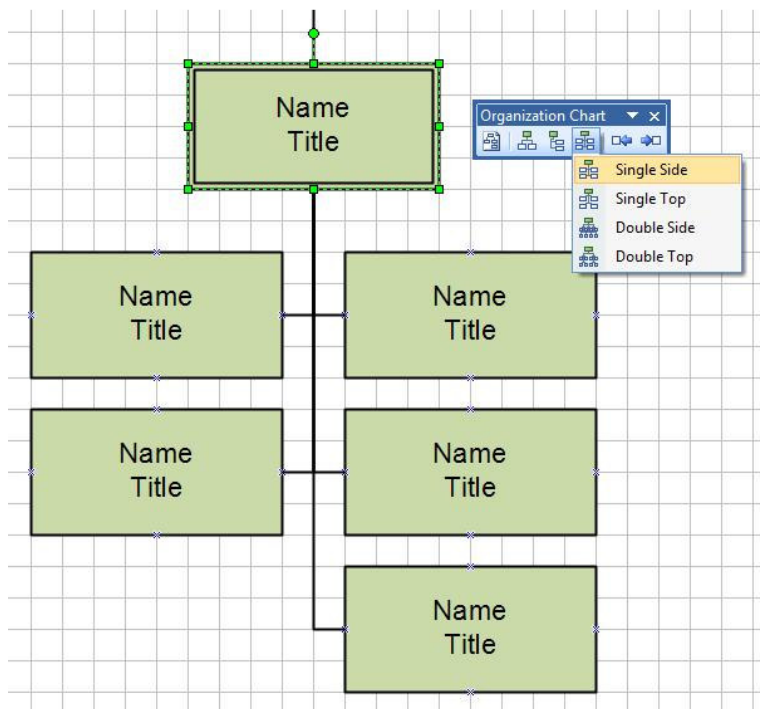 Name
Title
Organization Chart
Single Side
Single Top
Double Side
Double Top
Name
Title
Name
Title
Name
Title
Name
Title
Name
Title